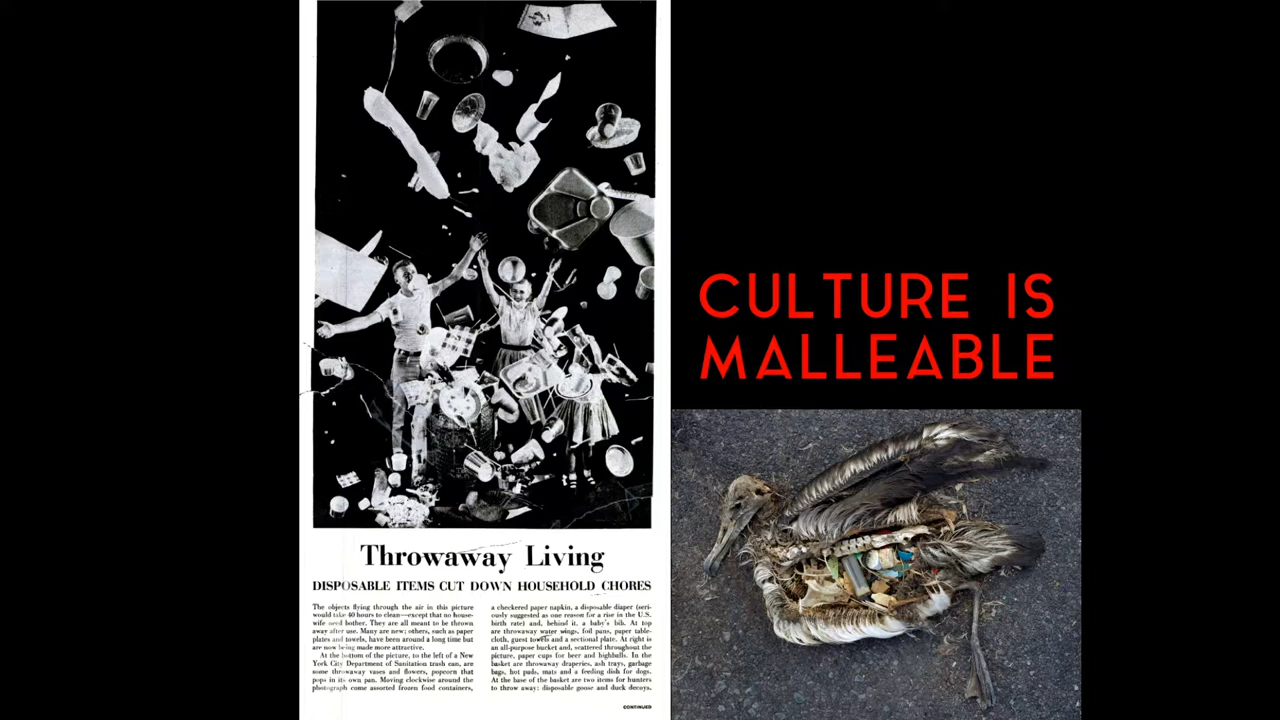 CULTURE IS
MALLEABLE
Throwaway Living
DISPOSABLE ITEMS CUT DOWN HOUSEHOLD CHORES
The objects flying through the air in this picture
would take 40 hours to clean—except that no house-
wife need bother. They are all meant to be thrown
away after use. Many are new; others, such as paper
plates and towels, have been around a long time but
are now being made more attractive.
At the bottom of the picture, to the left of a New
York City Department of Sanitation trash can, are
some throwaway vases and flowers, popcorn that
pops in its own pan. Moving clockwise around the
photograph come assorted frozen food containers,
a checkered paper napkin, a disposable diaper (seri-
ously suggested as one reason for a rise in the U.S.
birth rate) and, behind it, a baby's bib. At top
are throwaway water wings, foil pans, paper table-
cloth, guest towels and a sectional plate. At right is
an all-purpose bucket and, scattered throughout the
picture, paper cups for beer and highballs. In the
basket are throwaway draperies, ash trays, garbage
bags, hot pads, mats and a feeding dish for dogs.
At the base of the basket are two items for hunters
to throw away: disposable goose and duck decoys.
CONTINUED